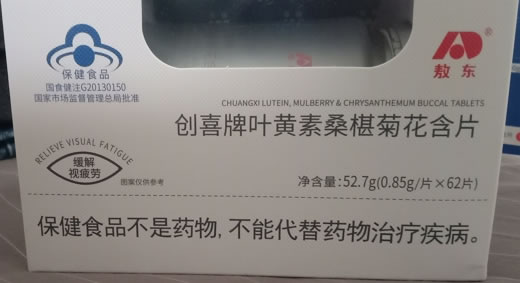 保健食品
国食健注G20130150
国家市场监督管理总局批准
®
敖东
CHUANGXI LUTEIN, MULBERRY & CHRYSANTHEMUM BUCCAL TABLETS
创喜牌叶黄素桑椹菊花含片
RELIEVE VISUAL FATIGUE
缓解
视疲劳
图案仅供参考
净含量:52.7g(0.85g/片×62片)
保健食品不是药物,不能代替药物治疗疾病。